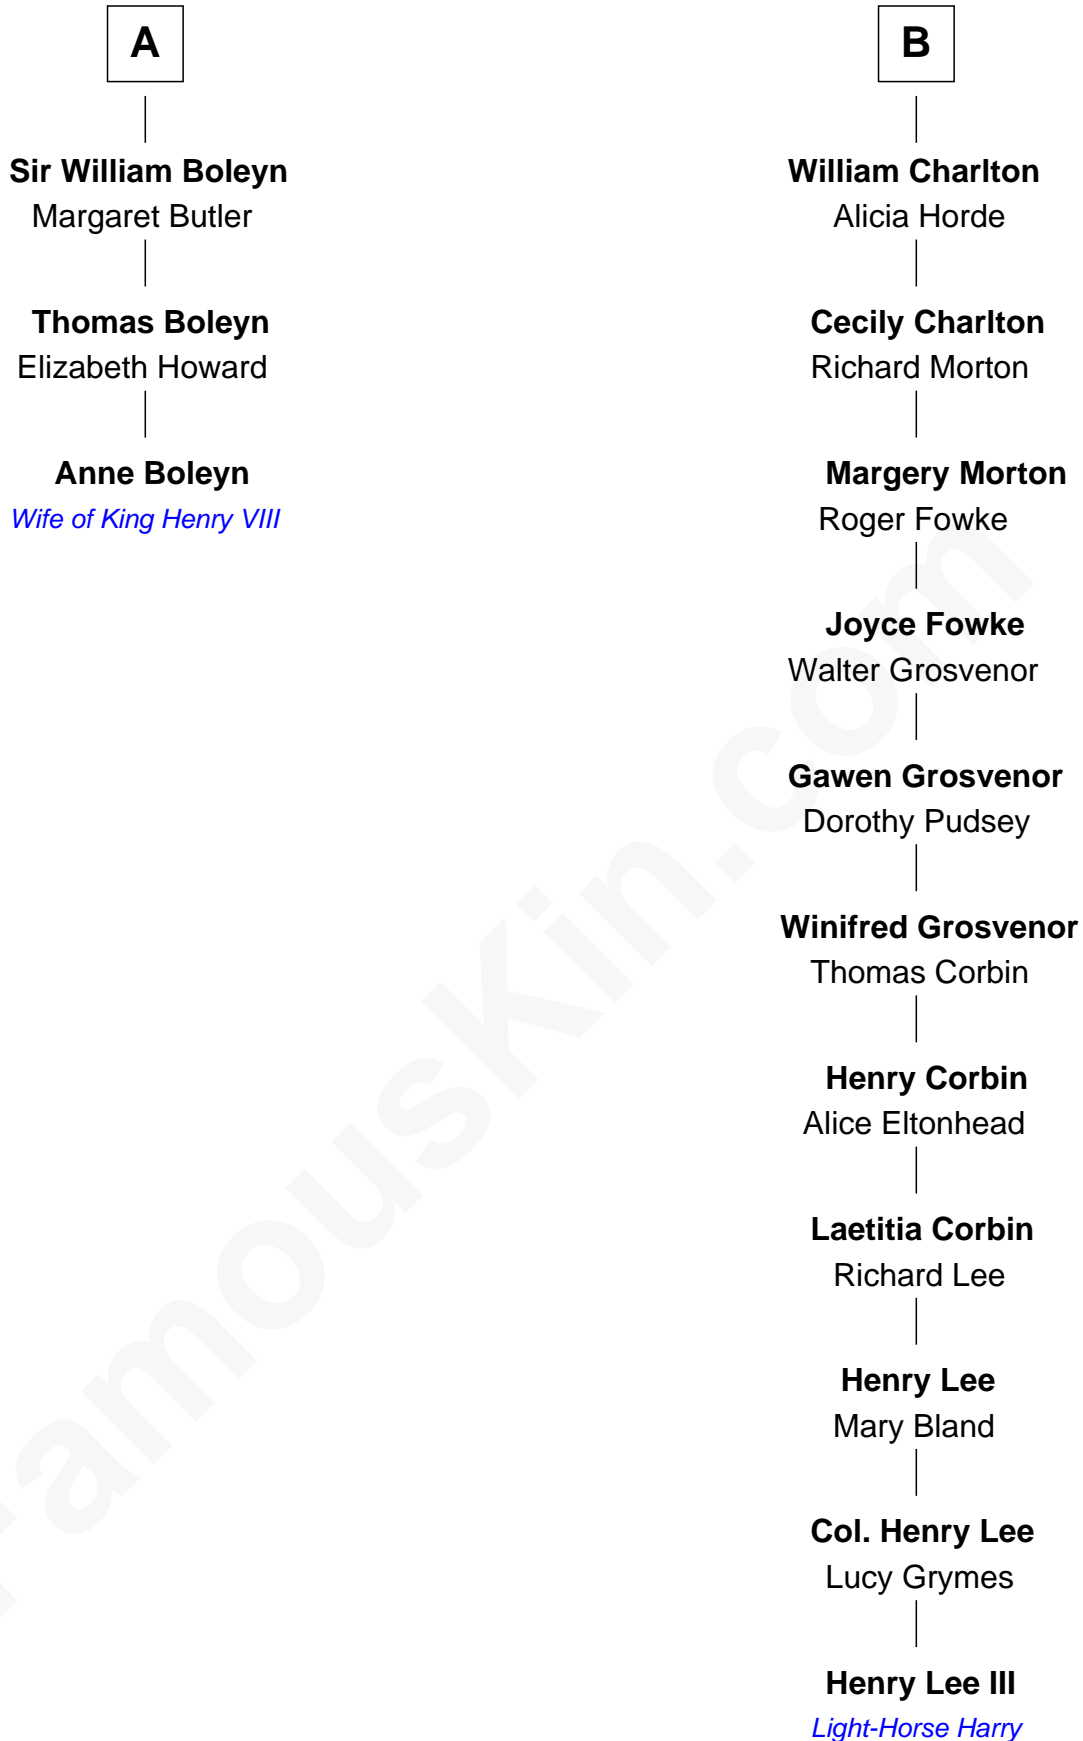 A
Sir William Boleyn
Margaret Butler
Thomas Boleyn
Elizabeth Howard
Anne Boleyn
Wife of King Henry VIII
B
William Charlton
Alicia Horde
Cecily Charlton
Richard Morton
Margery Morton
Roger Fowke
Joyce Fowke
Walter Grosvenor
Gawen Grosvenor
Dorothy Pudsey
Winifred Grosvenor
Thomas Corbin
Henry Corbin
Alice Eltonhead
Laetitia Corbin
Richard Lee
Henry Lee
Mary Bland
Col. Henry Lee
Lucy Grymes
Henry Lee III
Light-Horse Harry
FamousKin.com